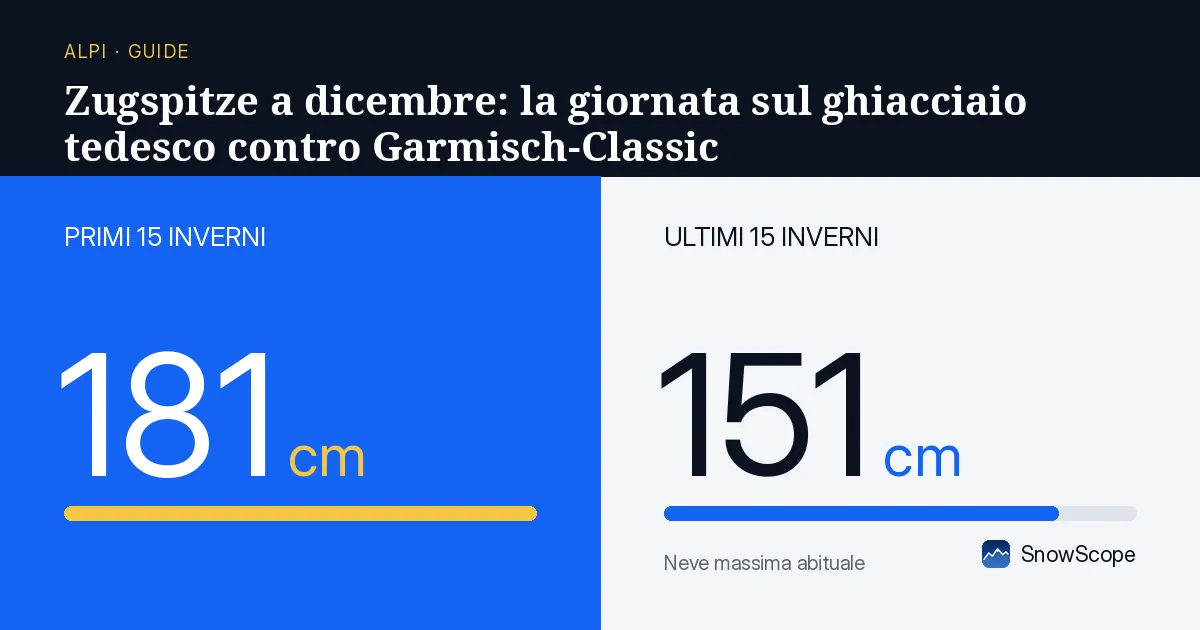 ALPI · GUIDE
Zugspitze a dicembre: la giornata sul ghiacciaio
tedesco contro Garmisch-Classic
PRIMI 15 INVERNI
181 cm
ULTIMI 15 INVERNI
151 cm
Neve massima abituale
SnowScope